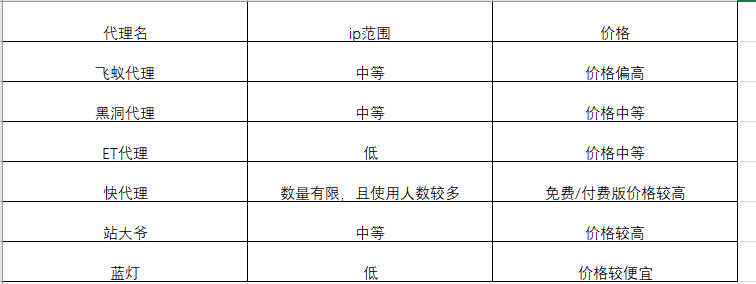 代理名 ip范围 价格
飞蚁代理 中等 价格偏高
黑洞代理 中等 价格中等
ET代理 低 价格中等
快代理 数量有限，且使用人数较多 免费/付费版价格较高
站大爷 中等 价格较高
蓝灯 低 价格较便宜